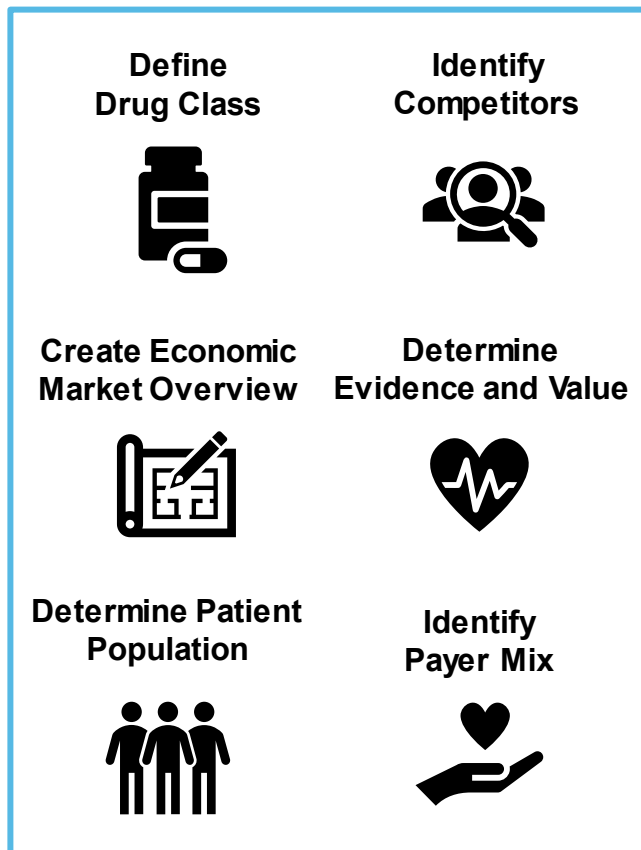 Define
Drug Class
Identify
Competitors
Create Economic
Market Overview
Determine
Evidence and Value
Determine Patient
Population
Identify
Payer Mix